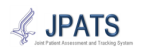 JPATS
Joint Patient Assessment and Tracking System